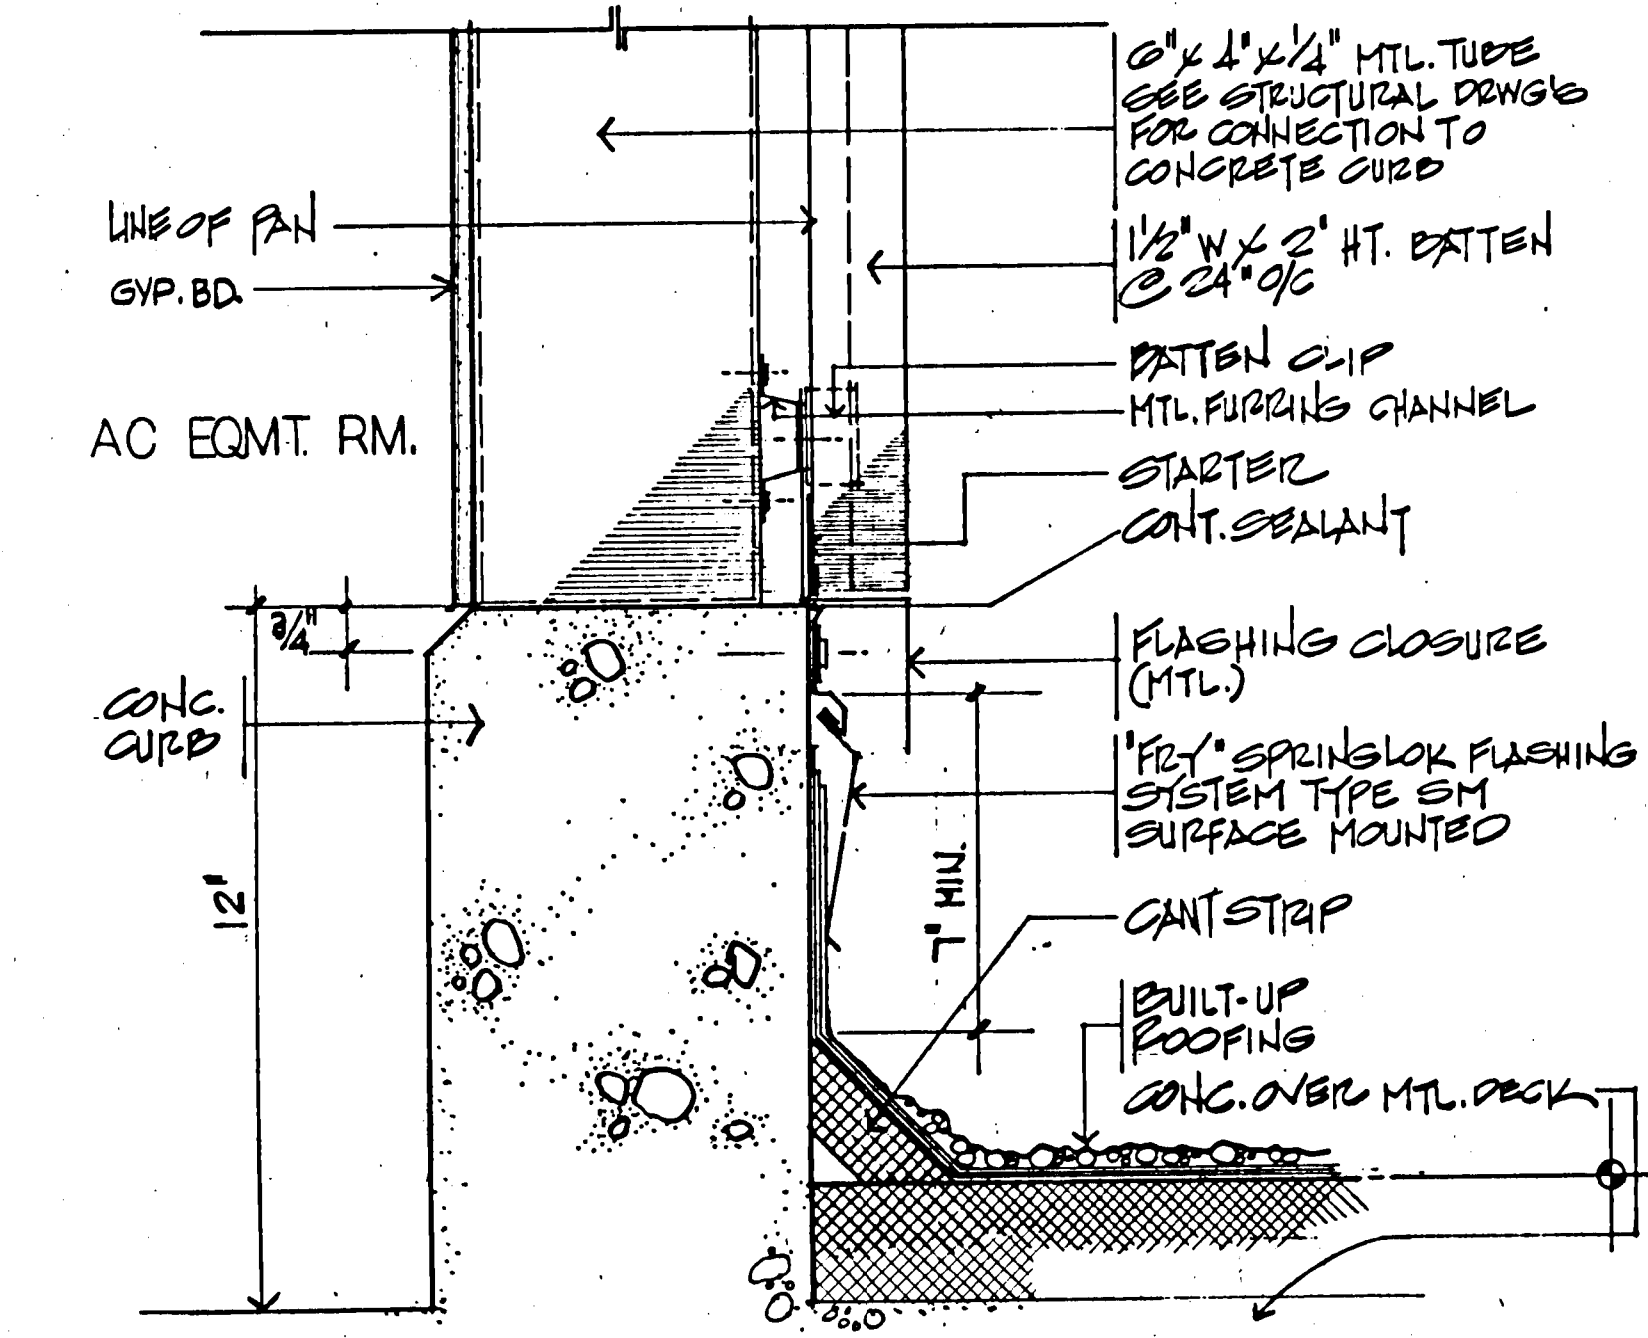 6" x 4" x 1/4" MTL. TUBE
SEE STRUCTURAL DRWG'S
FOR CONNECTION TO
CONCRETE CURB
LINE OF PAN
GYP. BD.
1 1/2" W x 2" HT. BATTEN
@ 24" O/C
BATTEN CLIP
MTL. FURRING CHANNEL
AC EQMT. RM.
STARTER
CONT. SEALANT
3/4"
FLASHING CLOSURE
(MTL.)
CONC.
CURB
"FRY" SPRINGLOK FLASHING
SYSTEM TYPE SM
SURFACE MOUNTED
12"
7" MIN.
CANT STRIP
BUILT-UP
ROOFING
CONC. OVER MTL. DECK